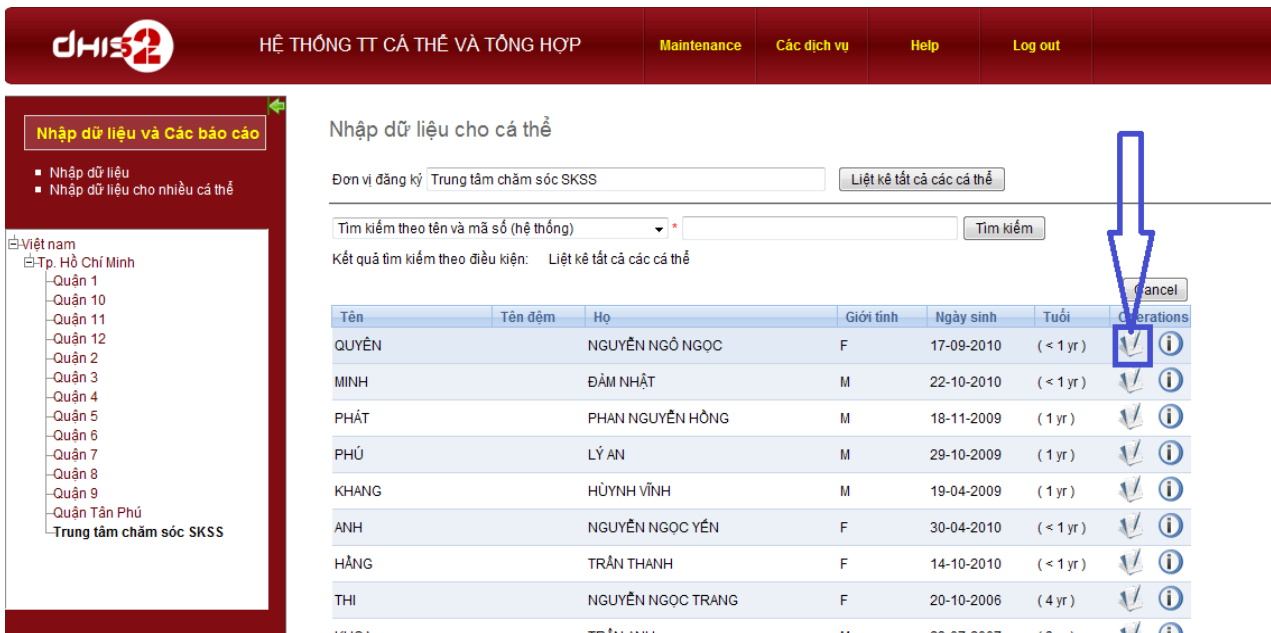 dHIS2
HỆ THỐNG TT CÁ THỂ VÀ TỔNG HỢP
Maintenance
Các dịch vụ
Help
Log out
Nhập dữ liệu và Các báo cáo
Nhập dữ liệu
Nhập dữ liệu cho nhiều cá thể
Việt nam
Tp. Hồ Chí Minh
Quận 1
Quận 10
Quận 11
Quận 12
Quận 2
Quận 3
Quận 4
Quận 5
Quận 6
Quận 7
Quận 8
Quận 9
Quận Tân Phú
Trung tâm chăm sóc SKSS
Nhập dữ liệu cho cá thể
Đơn vị đăng ký Trung tâm chăm sóc SKSS Liệt kê tất cả các cá thể
Tìm kiếm theo tên và mã số (hệ thống) * Tìm kiếm
Kết quả tìm kiếm theo điều kiện: Liệt kê tất cả các cá thể
Cancel
Tên Tên đệm Họ Giới tính Ngày sinh Tuổi Operations
QUYÊN NGUYỄN NGÔ NGỌC F 17-09-2010 ( < 1 yr )
MINH ĐÀM NHẬT M 22-10-2010 ( < 1 yr )
PHÁT PHAN NGUYỄN HỒNG M 18-11-2009 ( 1 yr )
PHÚ LÝ AN M 29-10-2009 ( 1 yr )
KHANG HÙYNH VĨNH M 19-04-2009 ( 1 yr )
ANH NGUYỄN NGỌC YẾN F 30-04-2010 ( < 1 yr )
HẰNG TRẦN THANH F 14-10-2010 ( < 1 yr )
THI NGUYỄN NGỌC TRANG F 20-10-2006 ( 4 yr )